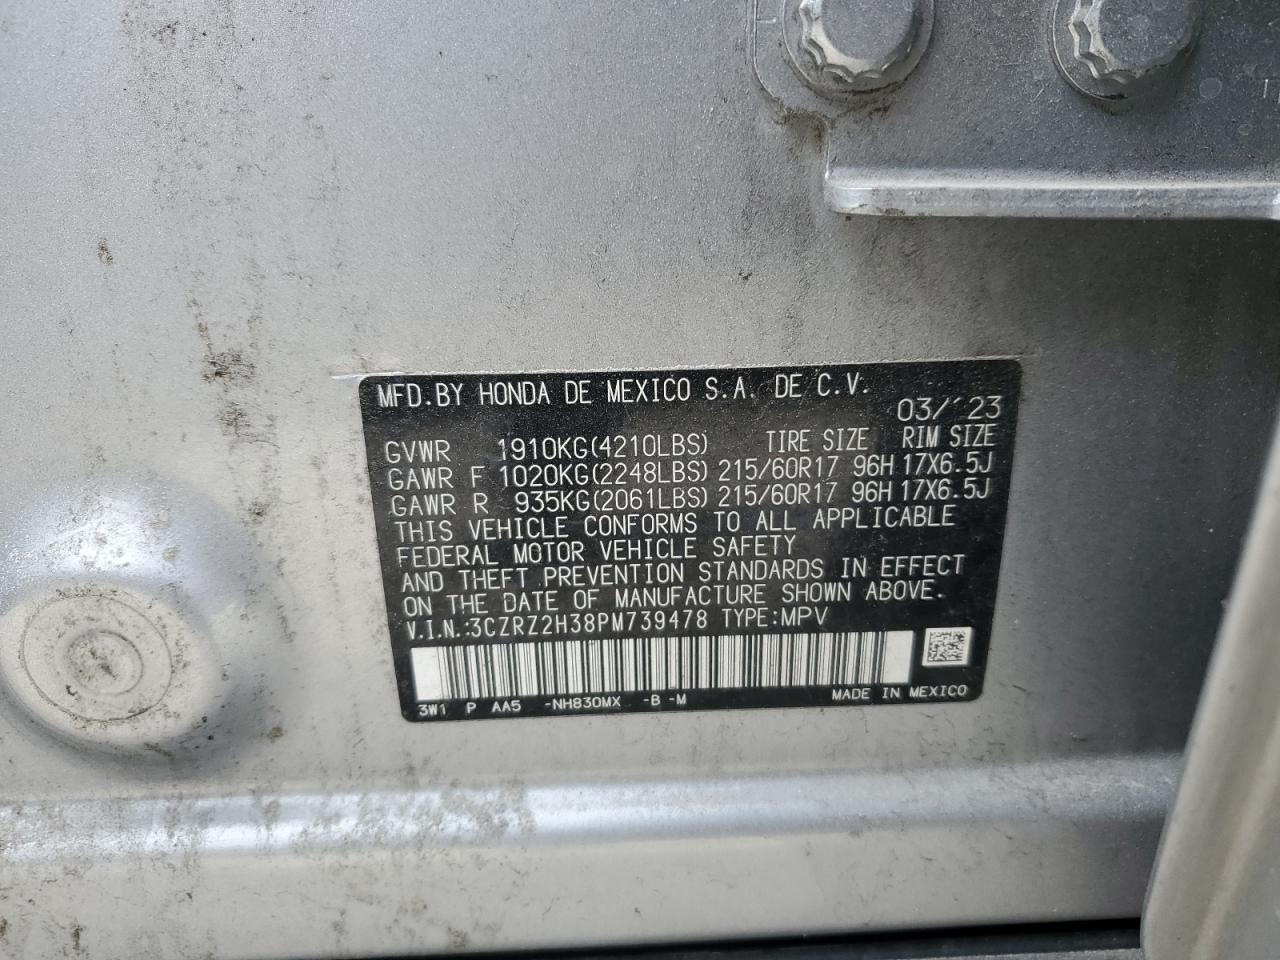 MFD.BY HONDA DE MEXICO S.A. DE C.V.
03/'23
GVWR 1910KG(4210LBS) TIRE SIZE RIM SIZE
GAWR F 1020KG(2248LBS) 215/60R17 96H 17X6.5J
GAWR R 935KG(2061LBS) 215/60R17 96H 17X6.5J
THIS VEHICLE CONFORMS TO ALL APPLICABLE
FEDERAL MOTOR VEHICLE SAFETY
AND THEFT PREVENTION STANDARDS IN EFFECT
ON THE DATE OF MANUFACTURE SHOWN ABOVE.
V.I.N.:3CZRZ2H38PM739478 TYPE:MPV
3W1 P AA5 -NH830MX -B -M MADE IN MEXICO